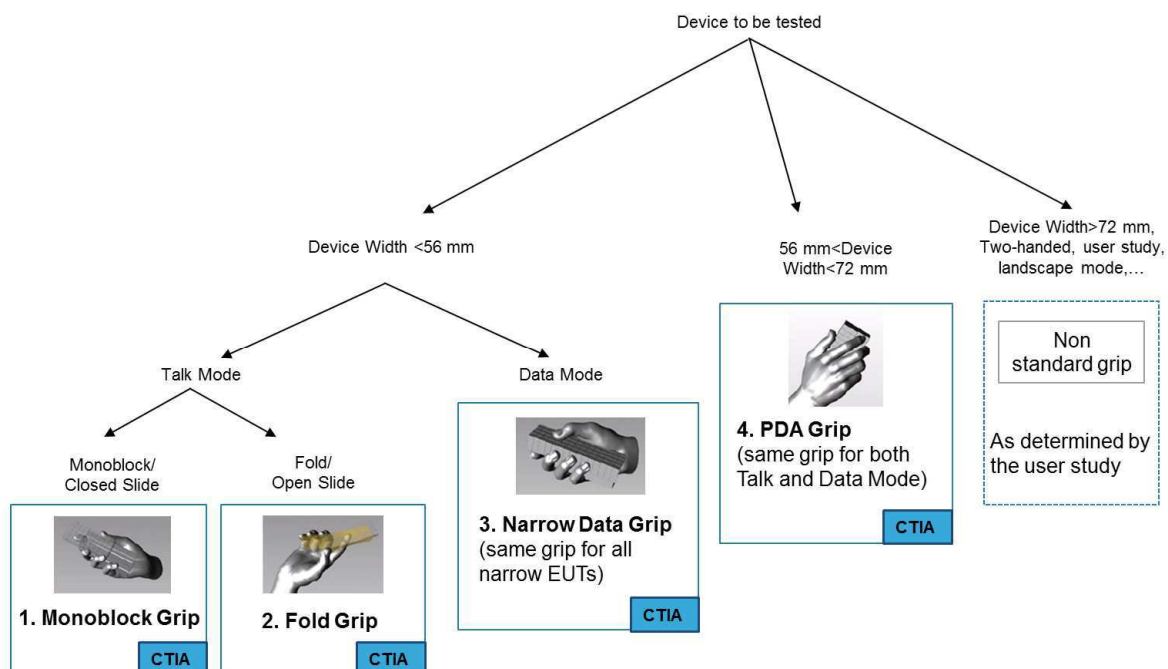 Device to be tested
Device Width <56 mm
56 mm<Device
Width<72 mm
Device Width>72 mm,
Two-handed, user study,
landscape mode,...
Talk Mode
Data Mode
Monoblock/
Closed Slide
Fold/
Open Slide
1. Monoblock Grip
CTIA
2. Fold Grip
CTIA
3. Narrow Data Grip
(same grip for all
narrow EUTs)
CTIA
4. PDA Grip
(same grip for both
Talk and Data Mode)
CTIA
Non
standard grip
As determined by
the user study